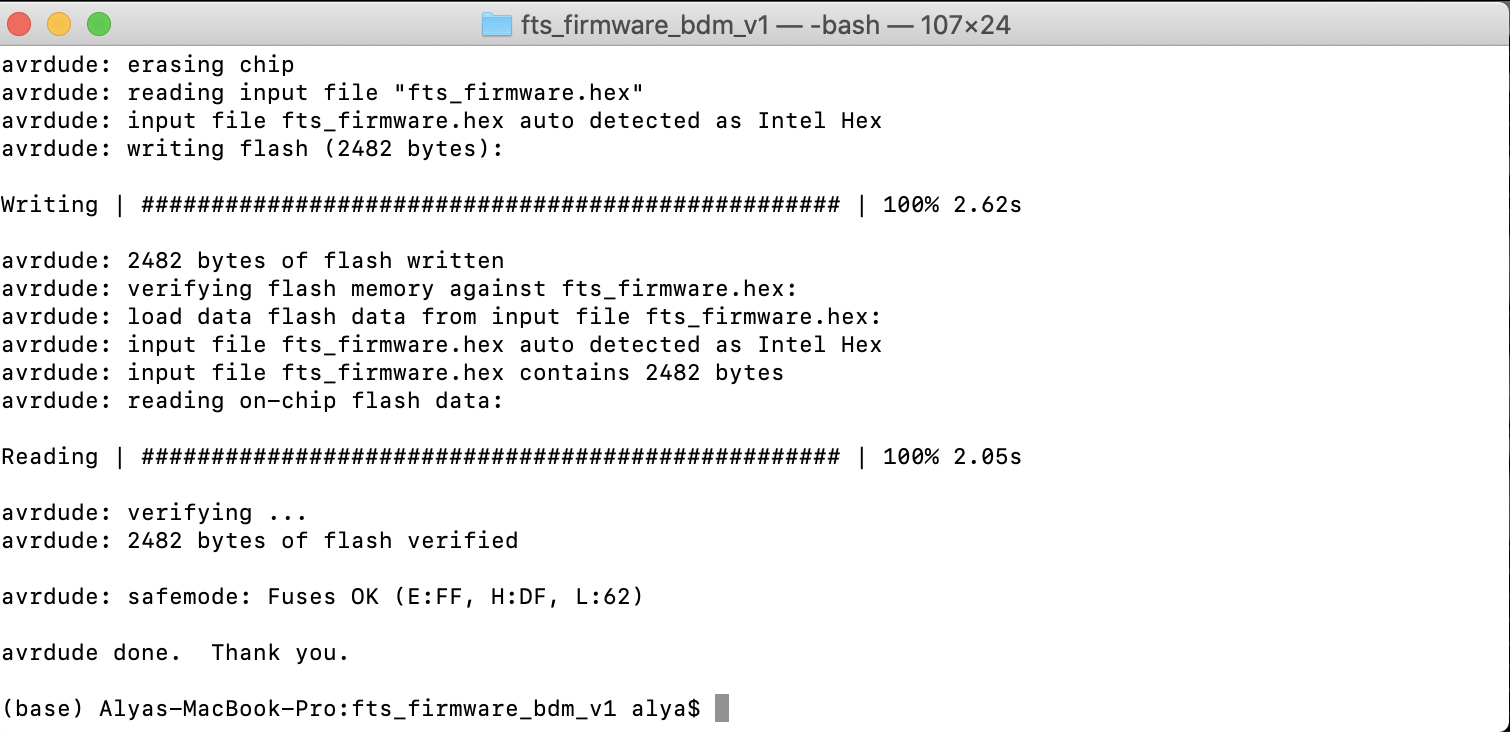 fts_firmware_bdm_v1 — -bash — 107×24
avrdude: erasing chip
avrdude: reading input file "fts_firmware.hex"
avrdude: input file fts_firmware.hex auto detected as Intel Hex
avrdude: writing flash (2482 bytes):
Writing | ################################################## | 100% 2.62s
avrdude: 2482 bytes of flash written
avrdude: verifying flash memory against fts_firmware.hex:
avrdude: load data flash data from input file fts_firmware.hex:
avrdude: input file fts_firmware.hex auto detected as Intel Hex
avrdude: input file fts_firmware.hex contains 2482 bytes
avrdude: reading on-chip flash data:
Reading | ################################################## | 100% 2.05s
avrdude: verifying ...
avrdude: 2482 bytes of flash verified
avrdude: safemode: Fuses OK (E:FF, H:DF, L:62)
avrdude done.  Thank you.
(base) Alyas-MacBook-Pro:fts_firmware_bdm_v1 alya$